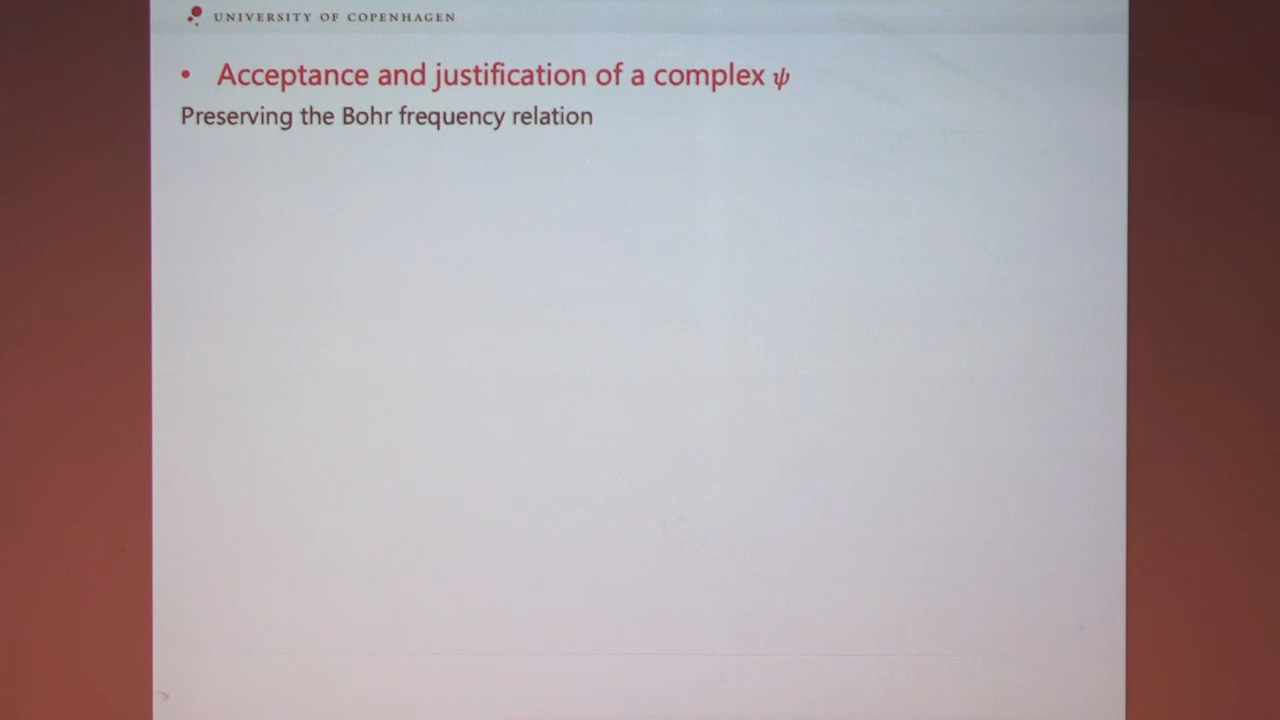 UNIVERSITY OF COPENHAGEN
• Acceptance and justification of a complex ψ
Preserving the Bohr frequency relation